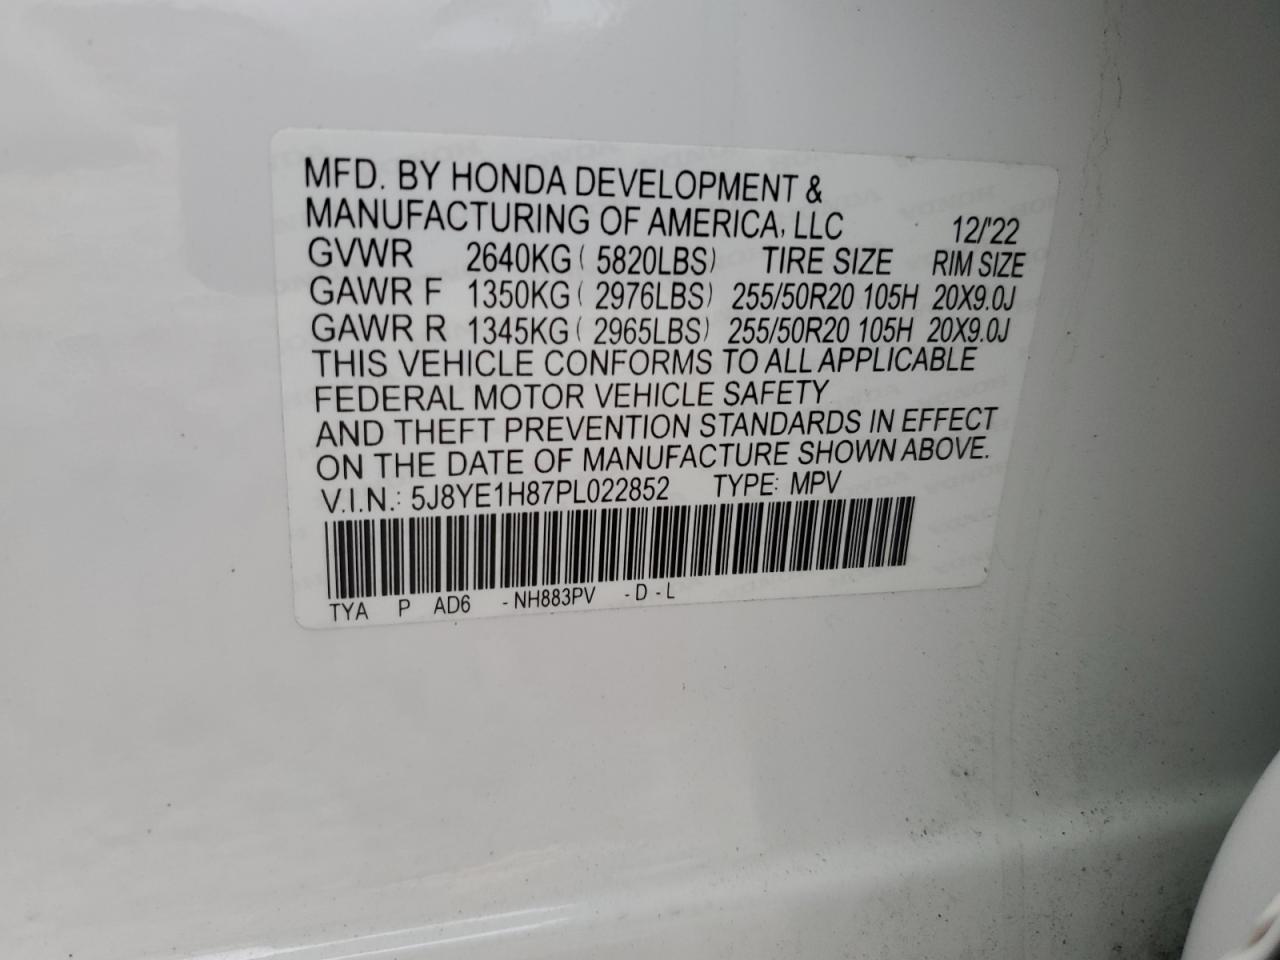 MFD. BY HONDA DEVELOPMENT &
MANUFACTURING OF AMERICA, LLC 12/'22
GVWR 2640KG ( 5820LBS) TIRE SIZE RIM SIZE
GAWR F 1350KG ( 2976LBS) 255/50R20 105H 20X9.0J
GAWR R 1345KG ( 2965LBS) 255/50R20 105H 20X9.0J
THIS VEHICLE CONFORMS TO ALL APPLICABLE
FEDERAL MOTOR VEHICLE SAFETY
AND THEFT PREVENTION STANDARDS IN EFFECT
ON THE DATE OF MANUFACTURE SHOWN ABOVE.
V.I.N.: 5J8YE1H87PL022852 TYPE: MPV
TYA P AD6 - NH883PV - D - L